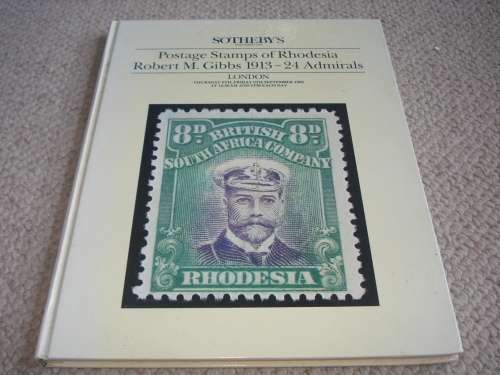 SOTHEBY'S
Postage Stamps of Rhodesia
Robert M. Gibbs 1913-24 Admirals
LONDON
8D BRITISH 8D
SOUTH AFRICA COMPANY
RHODESIA